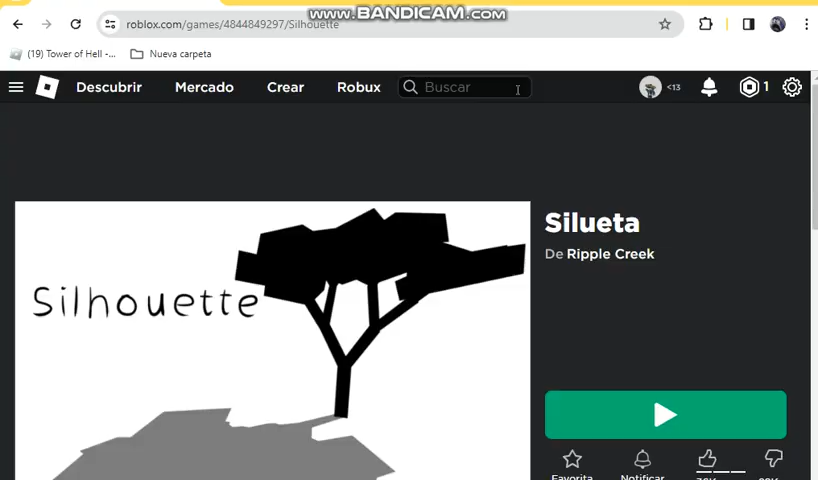 www.BANDICAM.com
roblox.com/games/4844849297/Silhouette
(19) Tower of Hell -...
Nueva carpeta
Descubrir Mercado Crear Robux Buscar <13 1
Silhouette
Silueta
De Ripple Creek
Favorita Notificar